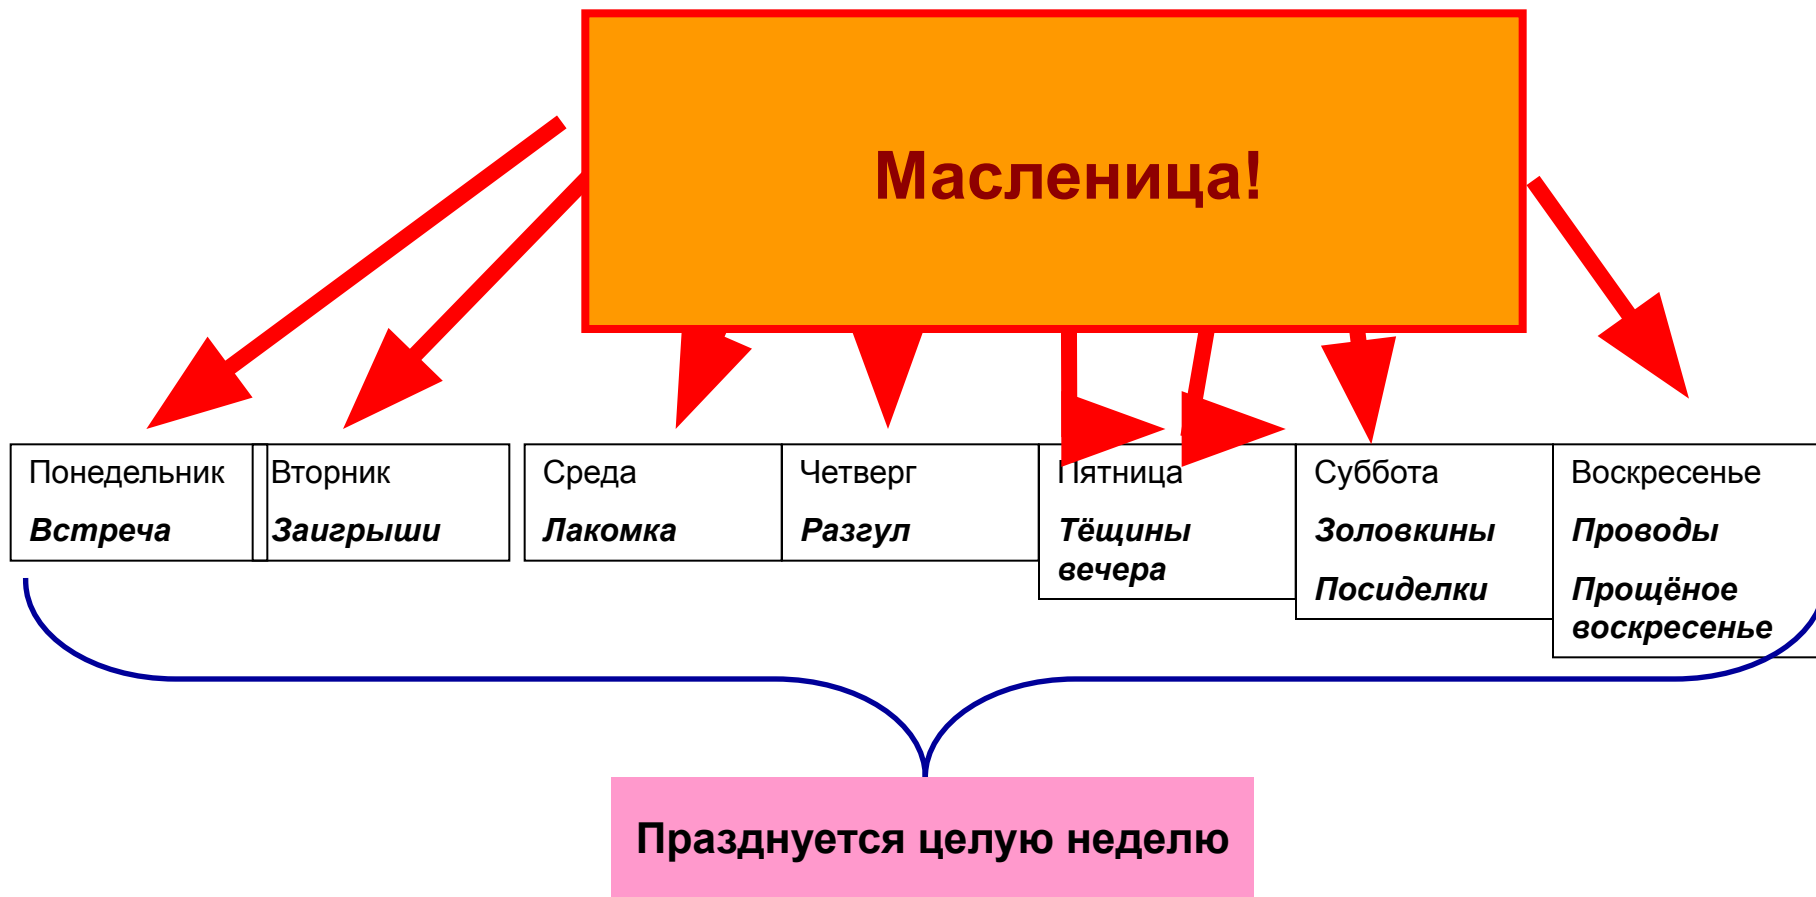 Масленица!
Понедельник
Встреча
Вторник
Заигрыши
Среда
Лакомка
Четверг
Разгул
Пятница
Тёщины
вечера
Суббота
Золовкины
Посиделки
Воскресенье
Проводы
Прощёное
воскресенье
Празднуется целую неделю